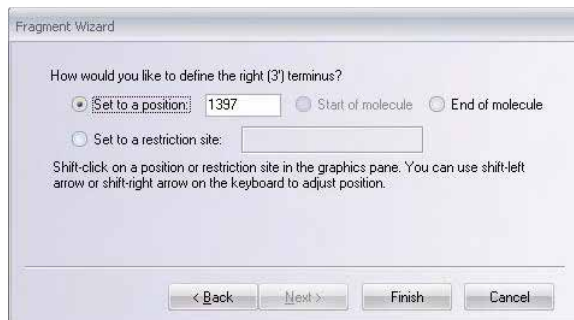 Fragment Wizard
How would you like to define the right (3') terminus?
Set to a position: 1397 Start of molecule End of molecule
Set to a restriction site:
Shift-click on a position or restriction site in the graphics pane. You can use shift-left
arrow or shift-right arrow on the keyboard to adjust position.
< Back Next > Finish Cancel